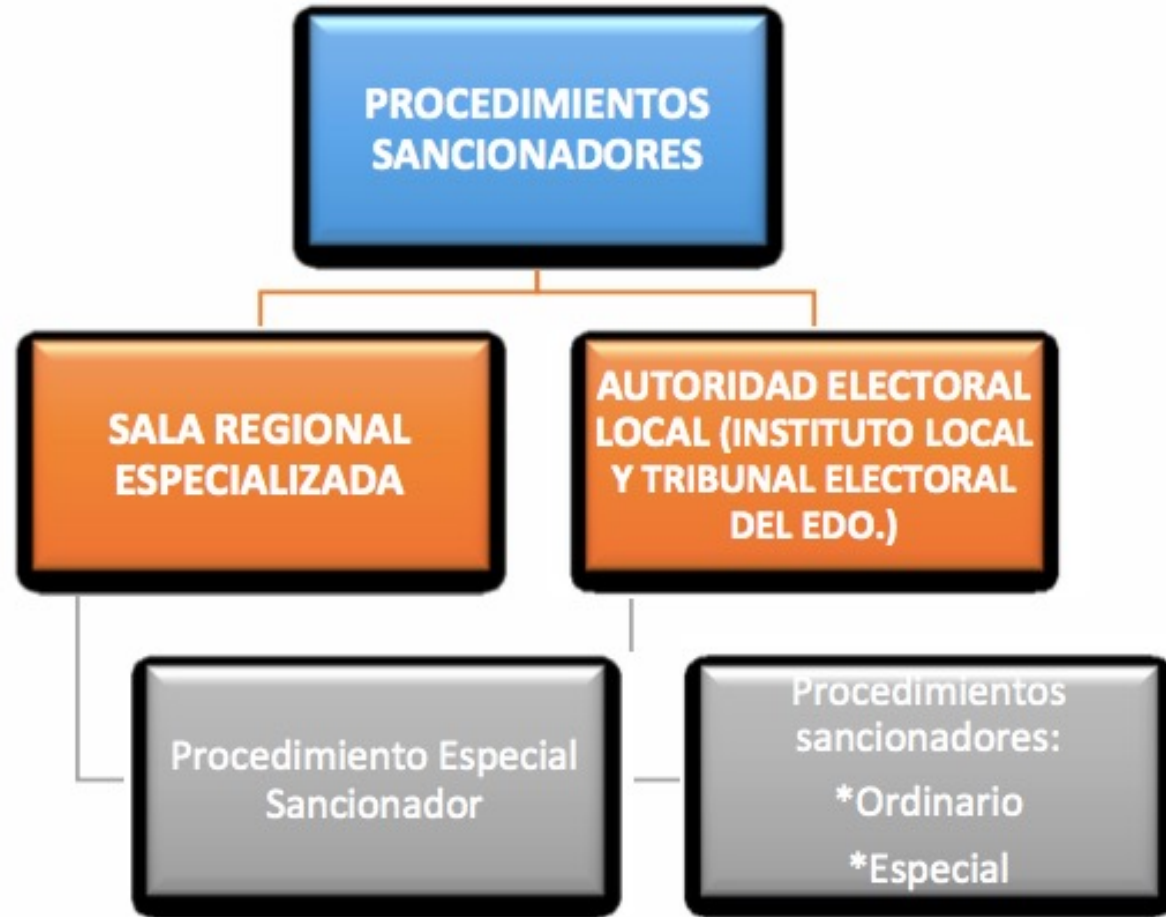 PROCEDIMIENTOS
SANCIONADORES
SALA REGIONAL
ESPECIALIZADA
AUTORIDAD ELECTORAL
LOCAL (INSTITUTO LOCAL
Y TRIBUNAL ELECTORAL
DEL EDO.)
Procedimiento Especial
Sancionador
Procedimientos
sancionadores:
*Ordinario
*Especial